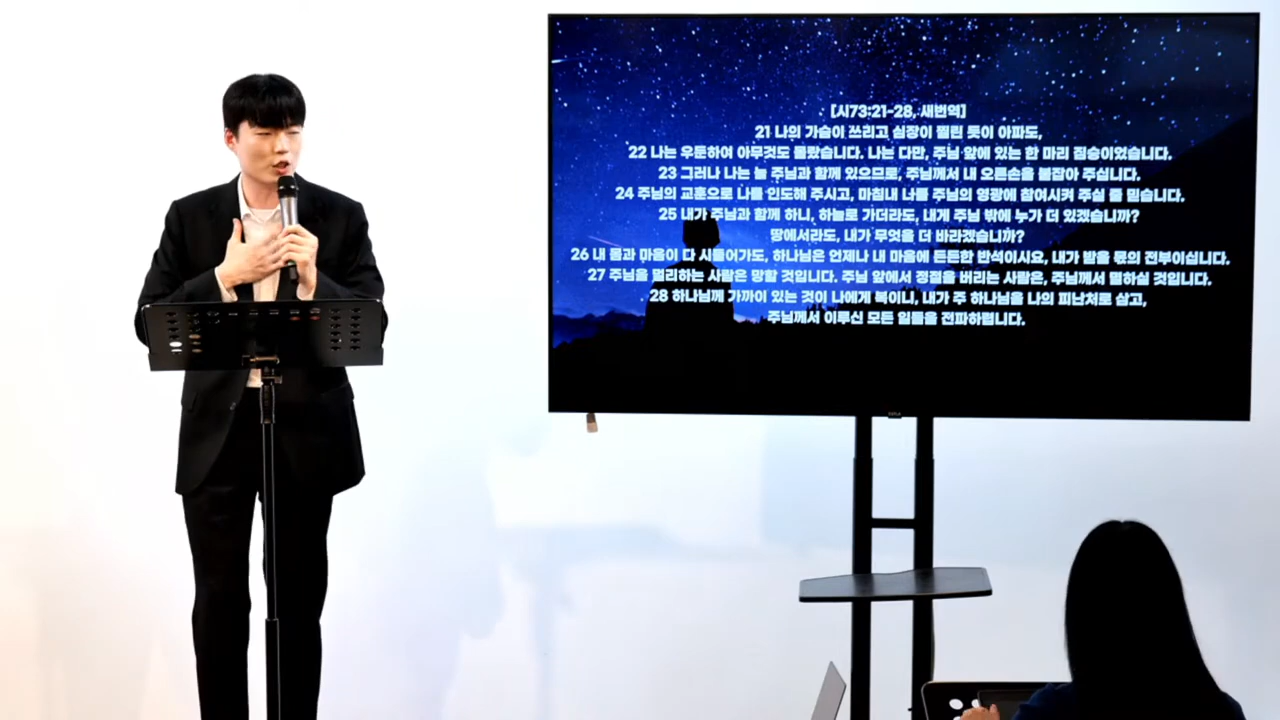 [시73:21-28, 새번역]
21 나의 가슴이 쓰리고 심장이 찔린 듯이 아파도,
22 나는 우둔하여 아무것도 몰랐습니다. 나는 다만, 주님 앞에 있는 한 마리 짐승이었습니다.
23 그러나 나는 늘 주님과 함께 있으므로, 주님께서 내 오른손을 붙잡아 주십니다.
24 주님의 교훈으로 나를 인도해 주시고, 마침내 나를 주님의 영광에 참여시켜 주실 줄 믿습니다.
25 내가 주님과 함께 하니, 하늘로 가더라도, 내게 주님 밖에 누가 더 있겠습니까?
땅에서라도, 내가 무엇을 더 바라겠습니까?
26 내 몸과 마음이 다 시들어가도, 하나님은 언제나 내 마음에 든든한 반석이시요, 내가 받을 몫의 전부이십니다.
27 주님을 멀리하는 사람은 망할 것입니다. 주님 앞에서 정절을 버리는 사람은, 주님께서 멸하실 것입니다.
28 하나님께 가까이 있는 것이 나에게 복이니, 내가 주 하나님을 나의 피난처로 삼고,
주님께서 이루신 모든 일들을 전파하렵니다.